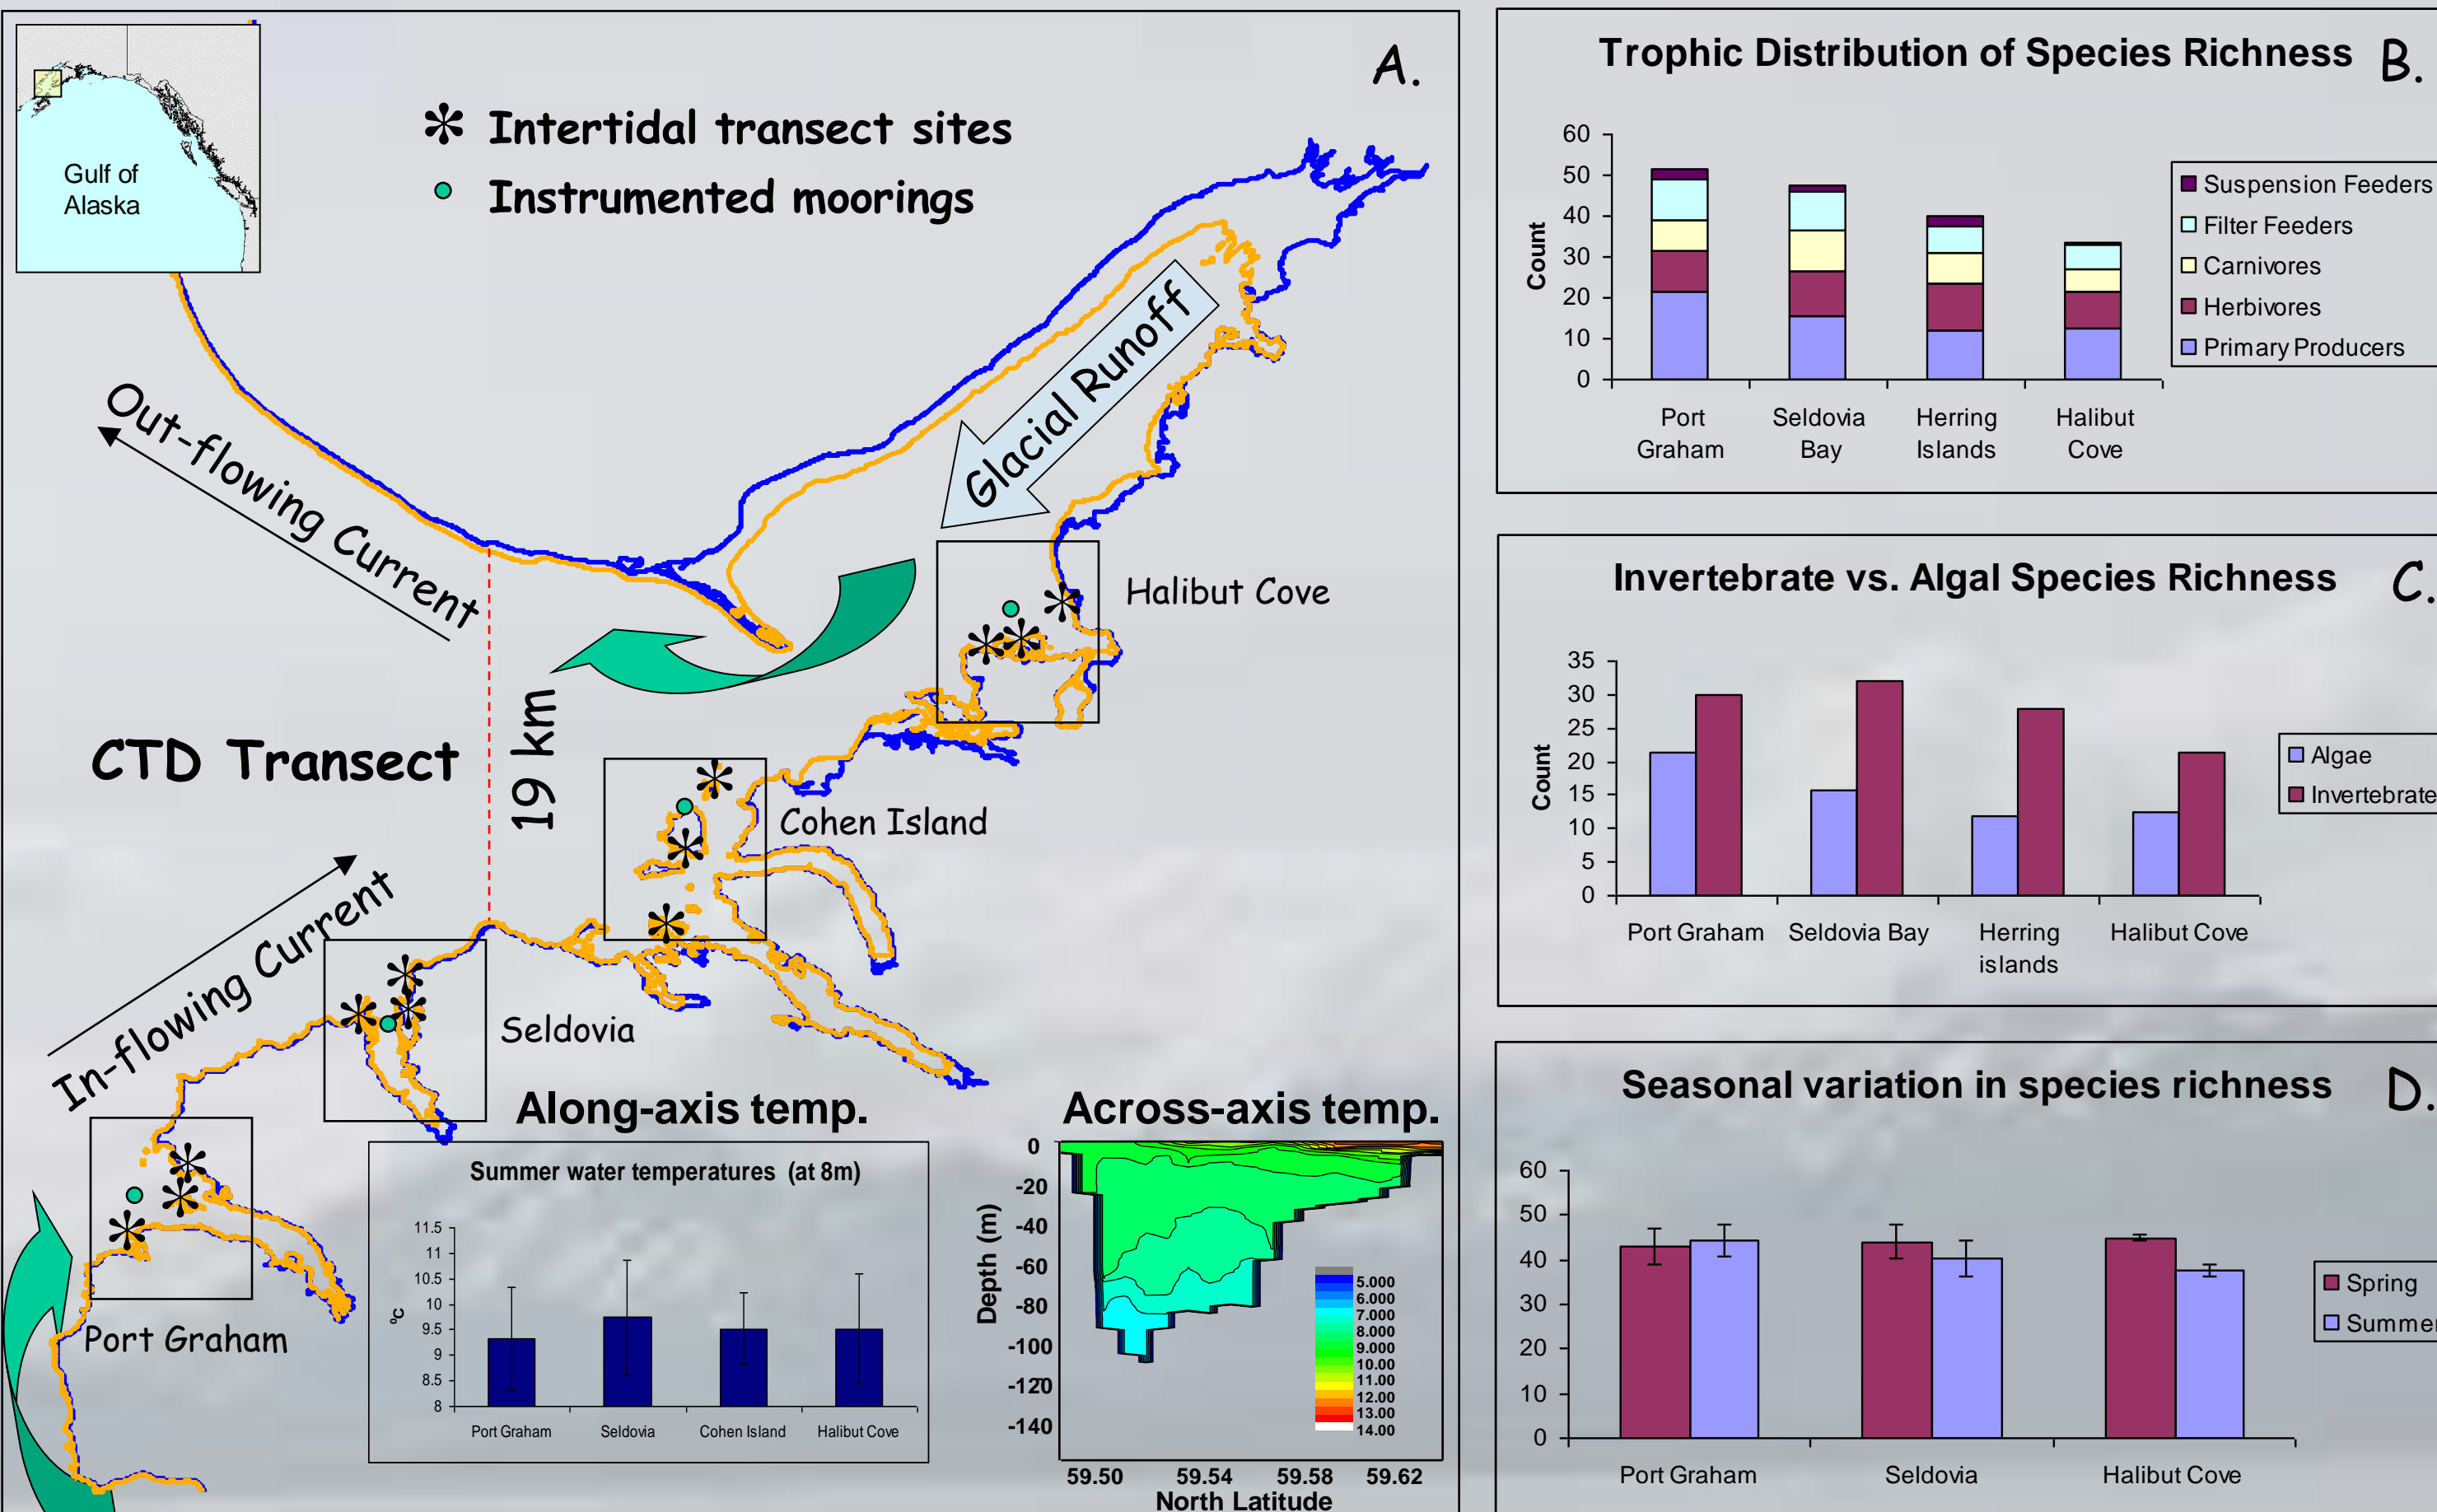 A.
Gulf of
Alaska
* Intertidal transect sites
Instrumented moorings
Glacial Runoff
Out-flowing Current
Halibut Cove
19 km
CTD Transect
Cohen Island
In-flowing Current
Seldovia
Port Graham
Along-axis temp.
Summer water temperatures (at 8m)
11.5
11
10.5
10
9.5
9
8.5
8
ºC
Port Graham Seldovia Cohen Island Halibut Cove
Across-axis temp.
0
-20
-40
-60
-80
-100
-120
-140
Depth (m)
5.000
6.000
7.000
8.000
9.000
10.00
11.00
12.00
13.00
14.00
59.50 59.54 59.58 59.62
North Latitude
Trophic Distribution of Species Richness B.
60
50
40
30
20
10
0
Count
Port
Graham
Seldovia
Bay
Herring
Islands
Halibut
Cove
Suspension Feeders
Filter Feeders
Carnivores
Herbivores
Primary Producers
Invertebrate vs. Algal Species Richness C.
35
30
25
20
15
10
5
0
Count
Port Graham Seldovia Bay Herring
islands
Halibut Cove
Algae
Invertebrate
Seasonal variation in species richness D.
60
50
40
30
20
10
0
Port Graham Seldovia Halibut Cove
Spring
Summer